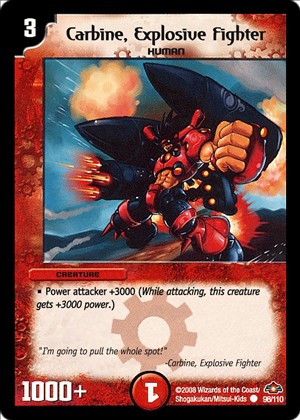 3
Carbine, Explosive Fighter
HUMAN
CREATURE
▪ Power attacker +3000 (While attacking, this creature
gets +3000 power.)
"I'm going to pull the whole spot!"
-Carbine, Explosive Fighter
1000+
1
©2008 Wizards of the Coast/
Shogakukan/Mitsui-Kids ● 98/110